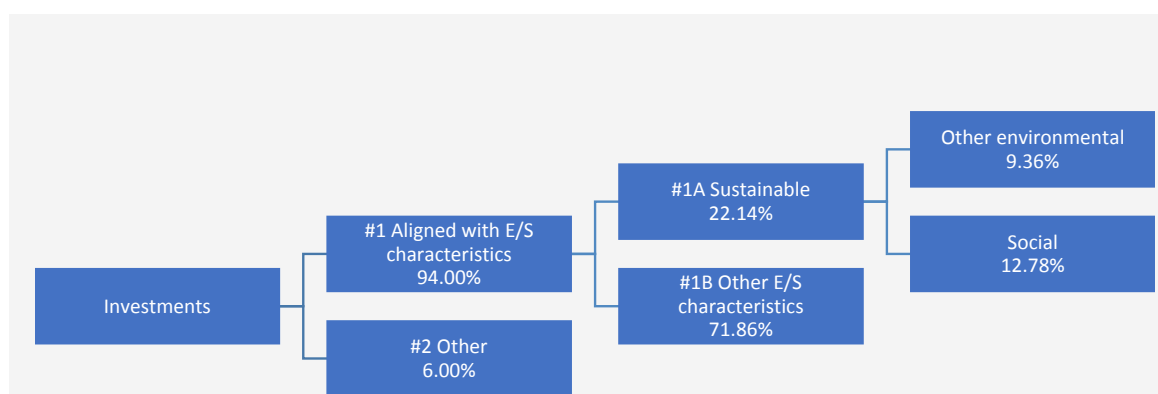 Investments
#1 Aligned with E/S
characteristics
94.00%
#2 Other
6.00%
#1A Sustainable
22.14%
#1B Other E/S
characteristics
71.86%
Other environmental
9.36%
Social
12.78%